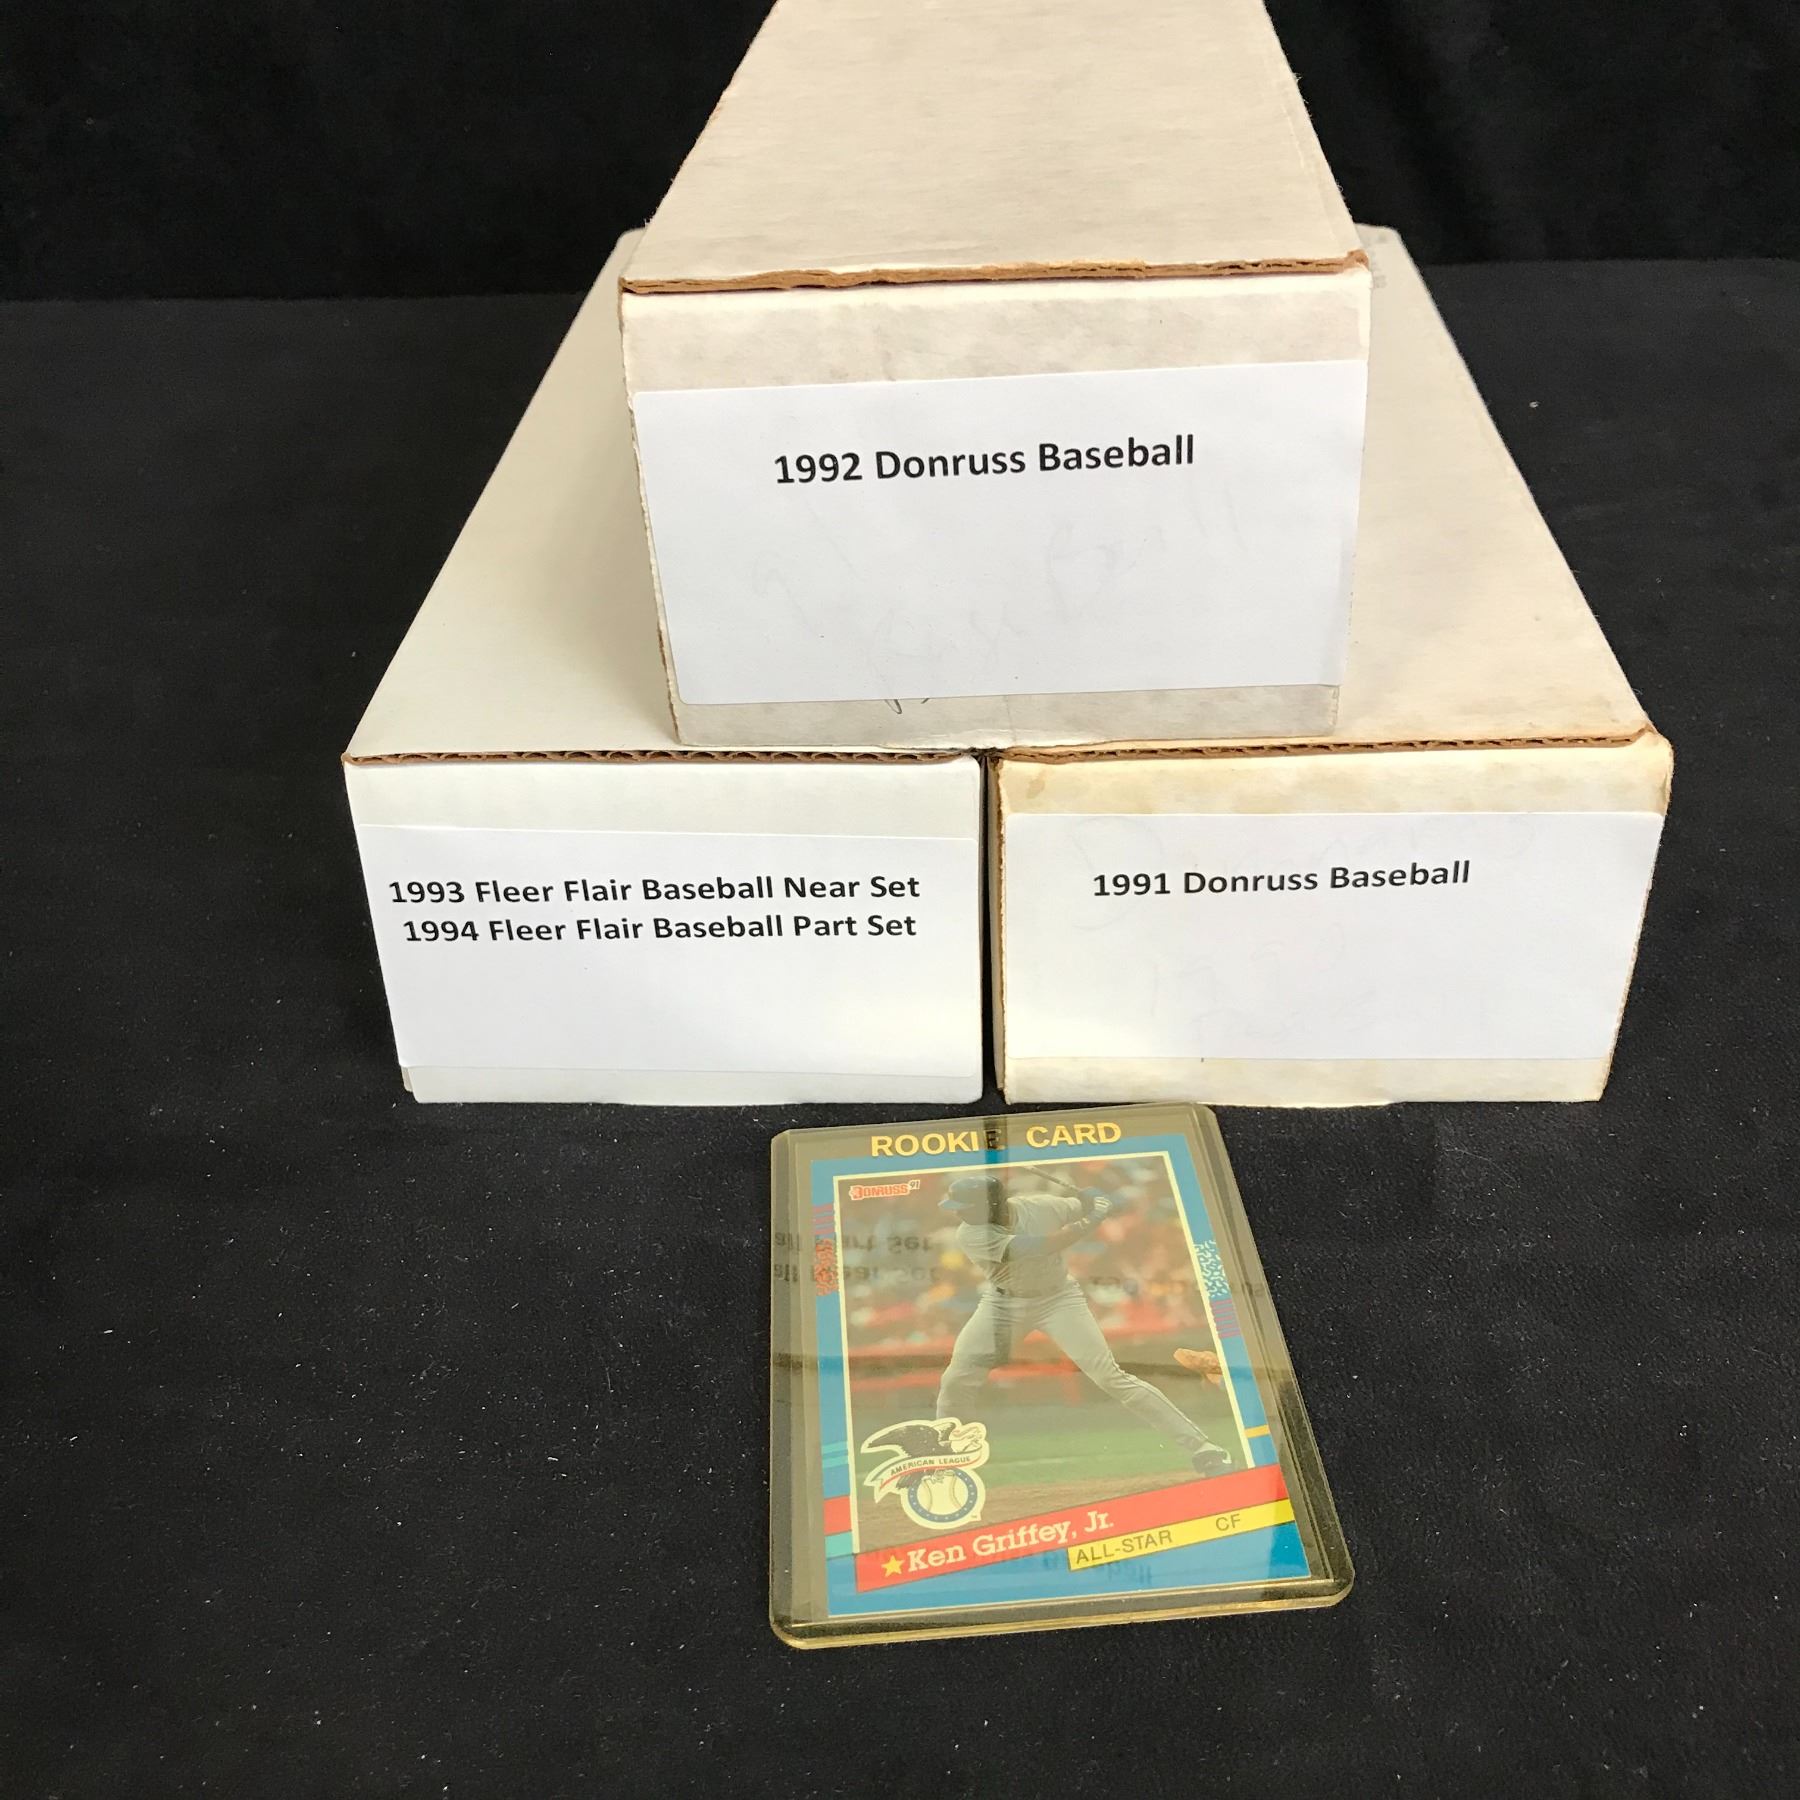 1992 Donruss Baseball
1993 Fleer Flair Baseball Near Set
1994 Fleer Flair Baseball Part Set
1991 Donruss Baseball
ROOKIE CARD
DONRUSS 91
AMERICAN LEAGUE
Ken Griffey, Jr.
ALL-STAR CF